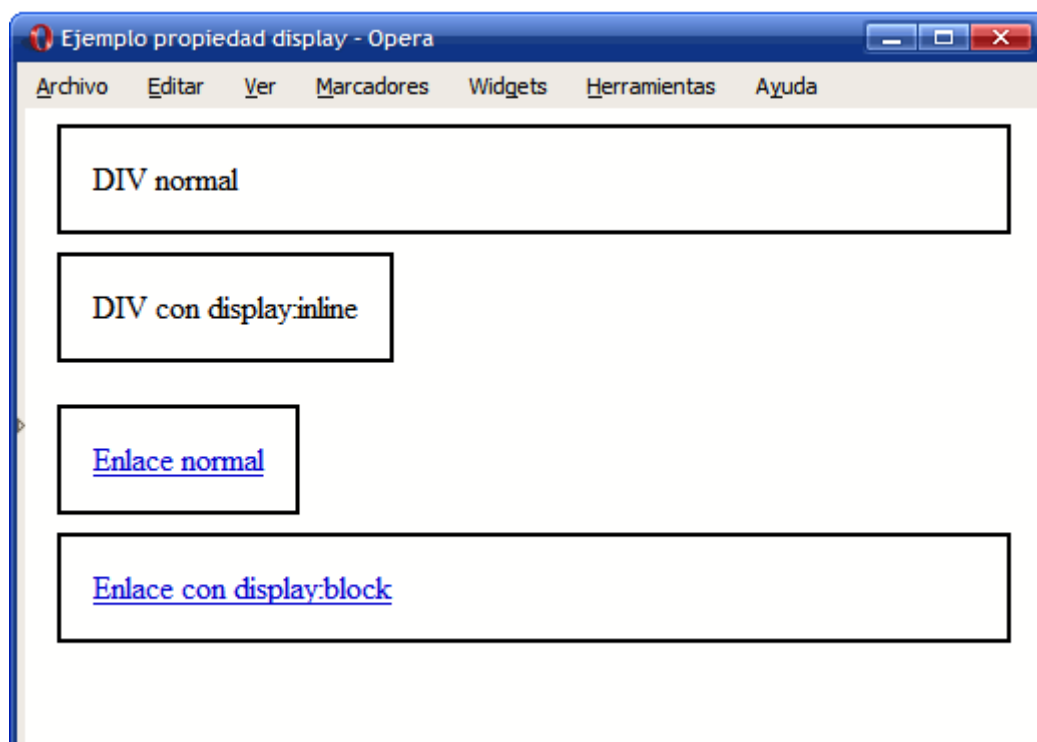 Ejemplo propiedad display - Opera
Archivo Editar Ver Marcadores Widgets Herramientas Ayuda
DIV normal
DIV con display:inline
Enlace normal
Enlace con display:block